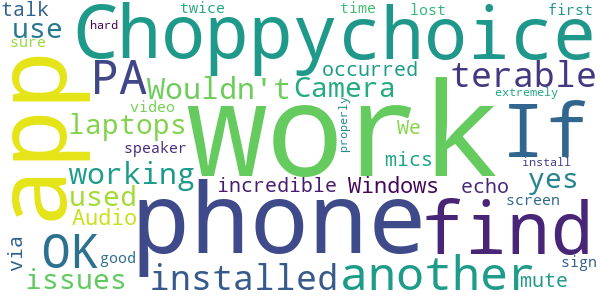 talk twice time lost first
use hard Choppy choice
sure
app PA Wouldn't Camera occurred terable
video extremely
laptops work We properly If
speaker mics install
working incredible Windows echo yes
used screen
Audio phone find
via OK good sign
issues installed another mute